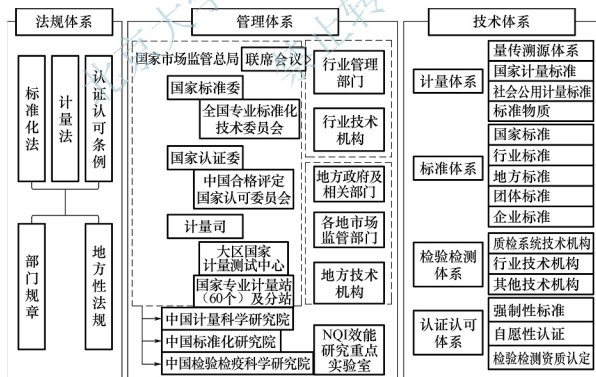 法规体系
标准化法
计量法
认证认可条例
部门规章
地方性法规
管理体系
国家市场监管总局
联席会议
国家标准委
全国专业标准化
技术委员会
国家认证委
中国合格评定
国家认可委员会
计量司
大区国家
计量测试中心
国家专业计量站
（60个）及分站
中国计量科学研究院
中国标准化研究院
中国检验检疫科学研究院
行业管理
部门
行业技术
机构
地方政府及
相关部门
各地市场
监管部门
地方技术
机构
NQI效能
研究重点
实验室
技术体系
计量体系
量传溯源体系
国家计量标准
社会公用计量标准
标准物质
标准体系
国家标准
行业标准
地方标准
团体标准
企业标准
检验检测
体系
质检系统技术机构
行业技术机构
其他技术机构
认证认可
体系
强制性标准
自愿性认证
检验检测资质认定